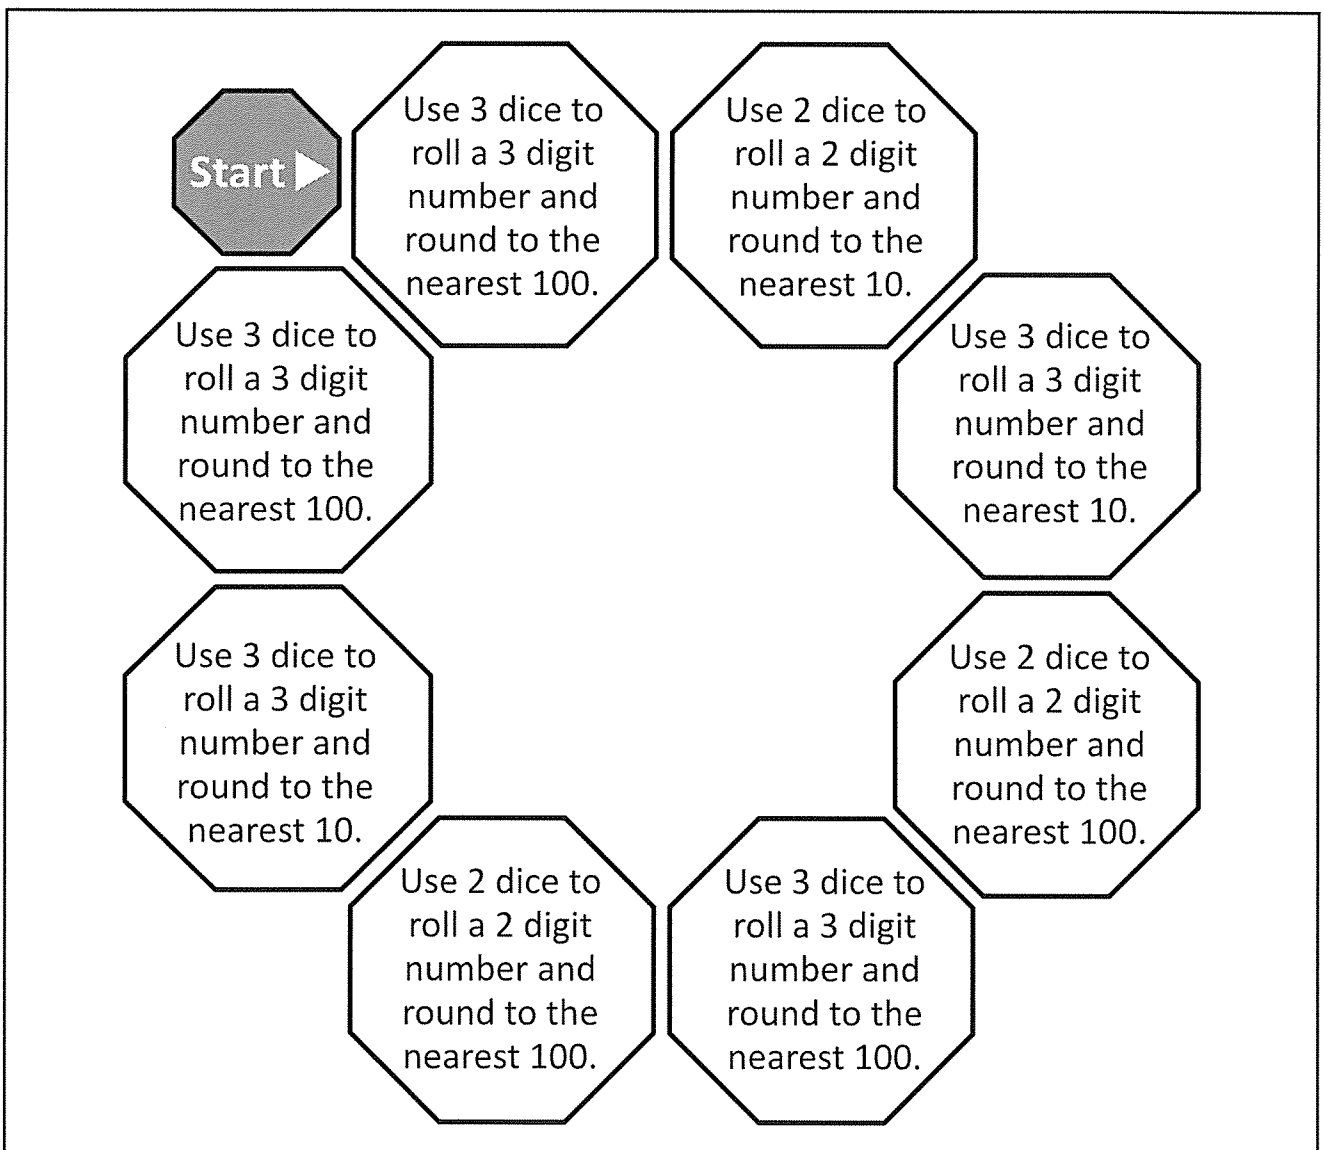 Start
Use 3 dice to
roll a 3 digit
number and
round to the
nearest 100.
Use 2 dice to
roll a 2 digit
number and
round to the
nearest 10.
Use 3 dice to
roll a 3 digit
number and
round to the
nearest 10.
Use 2 dice to
roll a 2 digit
number and
round to the
nearest 100.
Use 3 dice to
roll a 3 digit
number and
round to the
nearest 100.
Use 2 dice to
roll a 2 digit
number and
round to the
nearest 100.
Use 3 dice to
roll a 3 digit
number and
round to the
nearest 10.
Use 3 dice to
roll a 3 digit
number and
round to the
nearest 100.